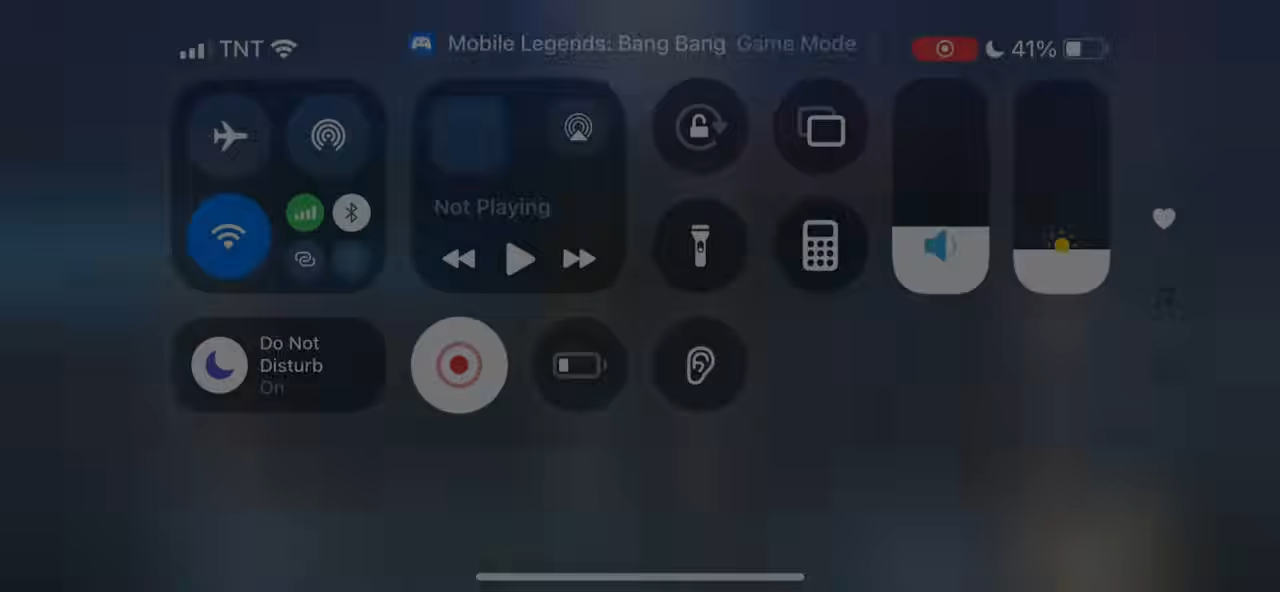 TNT
Mobile Legends: Bang Bang Game Mode
41%
Not Playing
Do Not
Disturb
On